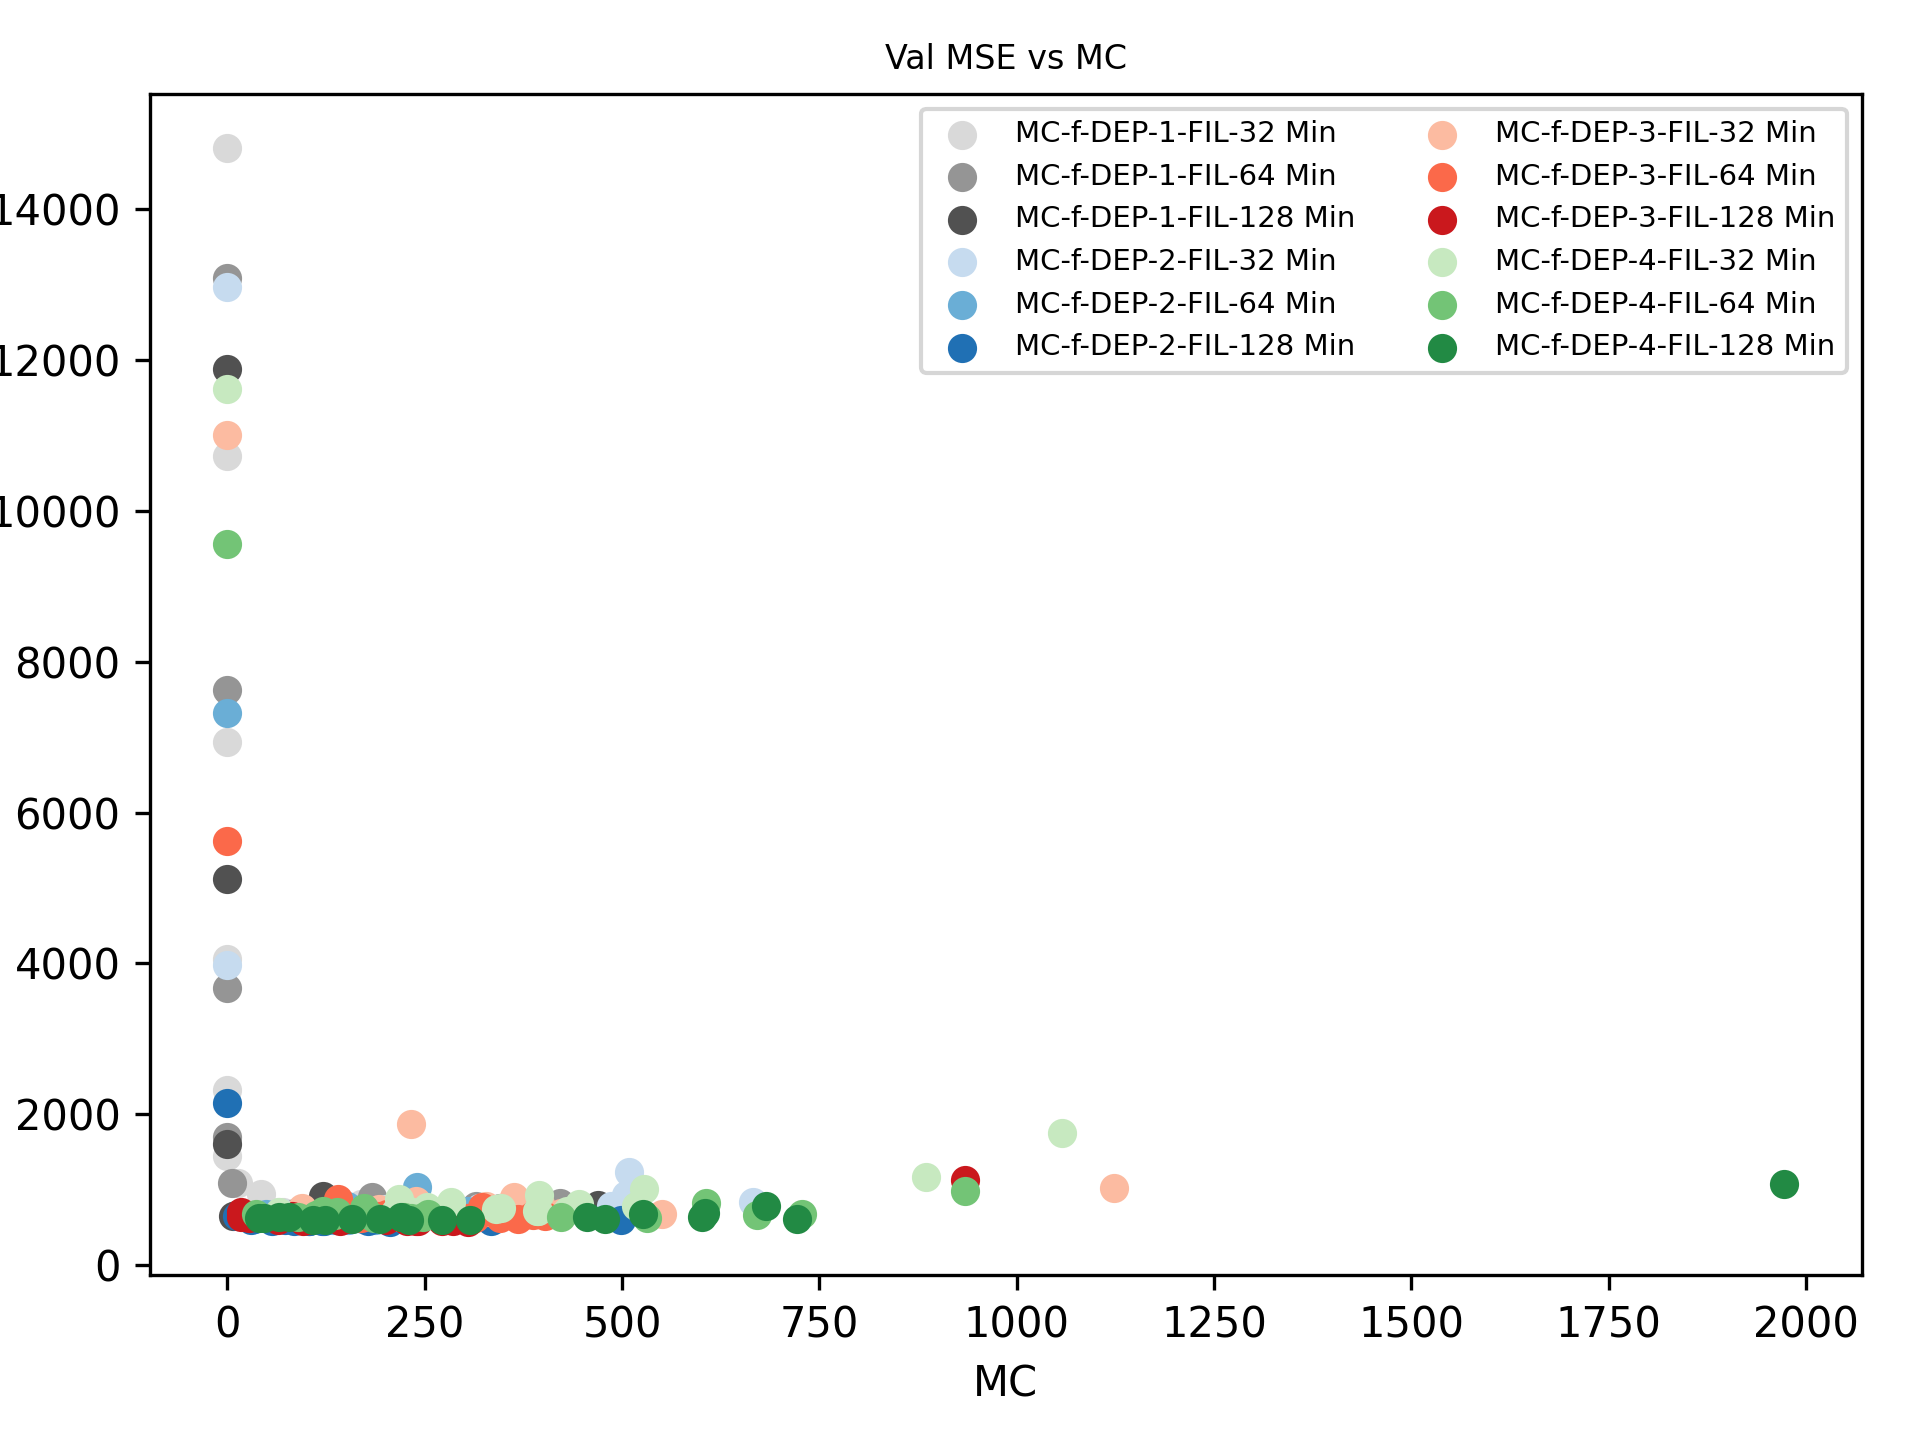 Val MSE vs MC
MC-f-DEP-1-FIL-32 Min
MC-f-DEP-1-FIL-64 Min
MC-f-DEP-1-FIL-128 Min
MC-f-DEP-2-FIL-32 Min
MC-f-DEP-2-FIL-64 Min
MC-f-DEP-2-FIL-128 Min
MC-f-DEP-3-FIL-32 Min
MC-f-DEP-3-FIL-64 Min
MC-f-DEP-3-FIL-128 Min
MC-f-DEP-4-FIL-32 Min
MC-f-DEP-4-FIL-64 Min
MC-f-DEP-4-FIL-128 Min
14000
12000
10000
8000
6000
4000
2000
0
0 250 500 750 1000 1250 1500 1750 2000
MC